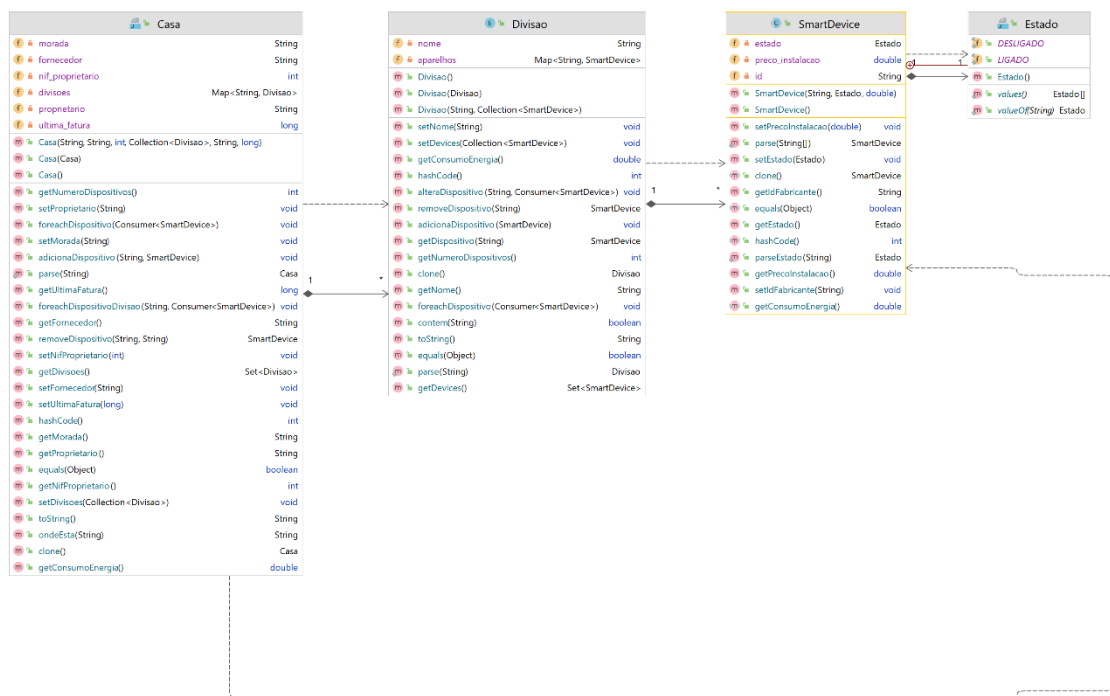 Casa
morada String
fornecedor String
nif_proprietario int
divisoes Map<String, Divisao>
proprietario String
ultima_fatura long
Casa(String, String, int, Collection<Divisao>, String, long)
Casa(Casa)
Casa()
getNumeroDispositivos() int
setProprietario(String) void
foreachDispositivo(Consumer<SmartDevice>) void
setMorada(String) void
adicionaDispositivo(String, SmartDevice) void
parse(String) Casa
getUltimaFatura() long
foreachDispositivoDivisao(String, Consumer<SmartDevice>) void
getFornecedor() String
removeDispositivo(String, String) SmartDevice
setNifProprietario(int) void
getDivisoes() Set<Divisao>
setFornecedor(String) void
setUltimaFatura(long) void
hashCode() int
getMorada() String
getProprietario() String
equals(Object) boolean
getNifProprietario() int
setDivisoes(Collection<Divisao>) void
toString() String
ondeEsta(String) String
clone() Casa
getConsumoEnergia() double
1 *
Divisao
nome String
aparelhos Map<String, SmartDevice>
Divisao()
Divisao(Divisao)
Divisao(String, Collection<SmartDevice>)
setNome(String) void
setDevices(Collection<SmartDevice>) void
getConsumoEnergia() double
hashCode() int
alteraDispositivo(String, Consumer<SmartDevice>) void
removeDispositivo(String) SmartDevice
adicionaDispositivo(SmartDevice) void
getDispositivo(String) SmartDevice
getNumeroDispositivos() int
clone() Divisao
getNome() String
foreachDispositivo(Consumer<SmartDevice>) void
contem(String) boolean
toString() String
equals(Object) boolean
parse(String) Divisao
getDevices() Set<SmartDevice>
1 *
SmartDevice
estado Estado
preco_instalacao double
id String
SmartDevice(String, Estado, double)
SmartDevice()
setPrecoInstalacao(double) void
parse(String[]) SmartDevice
setEstado(Estado) void
clone() SmartDevice
getIdFabricante() String
equals(Object) boolean
getEstado() Estado
hashCode() int
parseEstado(String) Estado
getPrecoInstalacao() double
setIdFabricante(String) void
getConsumoEnergia() double
1 1
Estado
DESLIGADO
LIGADO
Estado()
values() Estado[]
valueOf(String) Estado